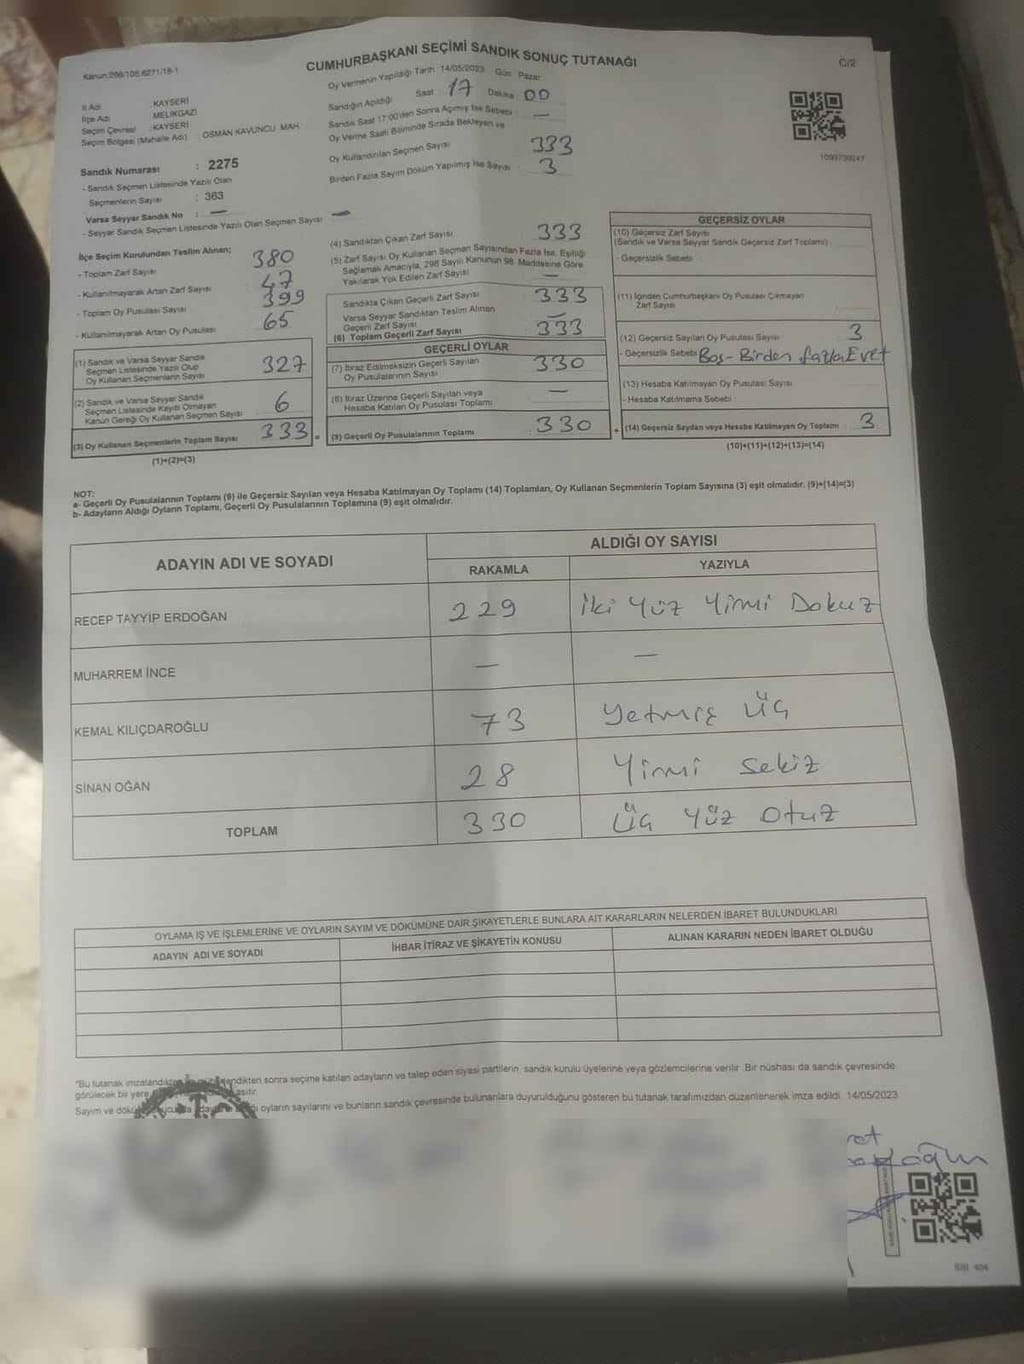 CUMHURBAŞKANI SEÇİMİ SANDIK SONUÇ TUTANAĞI
Kanun:298/105,6271/18-1
Ö/2
Oy Vermenin Yapıldığı Tarih :14/05/2023 Gün :Pazar
Sandığın Açıldığı Saat 17 Dakika 00
Sandık Saat 17:00'den Sonra Açılmış İse Sebebi : —
Oy Verme Saati Bitiminde Sırada Bekleyen ve
Oy Kullandırılan Seçmen Sayısı 333
Birden Fazla Sayım Döküm Yapılmış İse Sayısı : 3
İl Adı : KAYSERİ
İlçe Adı : MELİKGAZİ
Seçim Çevresi : KAYSERİ
Seçim Bölgesi (Mahalle Adı) : OSMAN KAVUNCU MAH.
Sandık Numarası : 2275
- Sandık Seçmen Listesinde Yazılı Olan
Seçmenlerin Sayısı : 363
Varsa Seyyar Sandık No : —
- Seyyar Sandık Seçmen Listesinde Yazılı Olan Seçmen Sayısı : —
İlçe Seçim Kurulundan Teslim Alınan;
- Toplam Zarf Sayısı 380
- Kullanılmayarak Artan Zarf Sayısı 47
- Toplam Oy Pusulası Sayısı 399
- Kullanılmayarak Artan Oy Pusulası 65
(1) Sandık ve Varsa Seyyar Sandık
Seçmen Listesinde Yazılı Olup
Oy Kullanan Seçmenlerin Sayısı 327
(2) Sandık ve Varsa Seyyar Sandık
Seçmen Listesinde Kayıtlı Olmayan
Kanun Gereği Oy Kullanan Seçmen Sayısı 6
(3) Oy Kullanan Seçmenlerin Toplam Sayısı 333 =
(1)+(2)=(3)
(4) Sandıktan Çıkan Zarf Sayısı 333
(5) Zarf Sayısı Oy Kullanan Seçmen Sayısından Fazla İse, Eşitliği
Sağlamak Amacıyla, 298 Sayılı Kanunun 98. Maddesine Göre
Yakılarak Yok Edilen Zarf Sayısı —
Sandıkta Çıkan Geçerli Zarf Sayısı 333
Varsa Seyyar Sandıktan Teslim Alınan
Geçerli Zarf Sayısı —
(6) Toplam Geçerli Zarf Sayısı 333
GEÇERLİ OYLAR
(7) İtiraz Edilmeksizin Geçerli Sayılan
Oy Pusulalarının Sayısı 330
(8) İtiraz Üzerine Geçerli Sayılan veya
Hesaba Katılan Oy Pusulası Toplamı —
(9) Geçerli Oy Pusulalarının Toplamı 330 +
GEÇERSİZ OYLAR
(10) Geçersiz Zarf Sayısı
(Sandık ve Varsa Seyyar Sandık Geçersiz Zarf Toplamı)
- Geçersizlik Sebebi
(11) İçinden Cumhurbaşkanı Oy Pusulası Çıkmayan
Zarf Sayısı
(12) Geçersiz Sayılan Oy Pusulası Sayısı 3
- Geçersizlik Sebebi Boş-Birden fazla Evet
(13) Hesaba Katılmayan Oy Pusulası Sayısı
- Hesaba Katılmama Sebebi
(14) Geçersiz Sayılan veya Hesaba Katılmayan Oy Toplamı 3
(10)+(11)+(12)+(13)=(14)
NOT:
a- Geçerli Oy Pusulalarının Toplamı (9) ile Geçersiz Sayılan veya Hesaba Katılmayan Oy Toplamı (14) Toplamları, Oy Kullanan Seçmenlerin Toplam Sayısına (3) eşit olmalıdır. (9)+(14)=(3)
b- Adayların Aldığı Oyların Toplamı, Geçerli Oy Pusulalarının Toplamına (9) eşit olmalıdır.
ADAYIN ADI VE SOYADI
ALDIĞI OY SAYISI
RAKAMLA YAZIYLA
RECEP TAYYİP ERDOĞAN 229 İki Yüz Yirmi Dokuz
MUHARREM İNCE — —
KEMAL KILIÇDAROĞLU 73 Yetmiş Üç
SİNAN OĞAN 28 Yirmi Sekiz
TOPLAM 330 Üç Yüz Otuz
OYLAMA İŞ VE İŞLEMLERİNE VE OYLARIN SAYIM VE DÖKÜMÜNE DAİR ŞİKAYETLERLE BUNLARA AİT KARARLARIN NELERDEN İBARET BULUNDUKLARI
ADAYIN ADI VE SOYADI İHBAR İTİRAZ VE ŞİKAYETİN KONUSU ALINAN KARARIN NEDEN İBARET OLDUĞU
"Bu tutanak sonra seçime katılan adayların ve talep eden siyasi partilerin sandık kurulu üyelerine veya gözlemcilerine verilir. Bir nüshası da sandık çevresinde
görülecek bir yere
Sayım ve oyların sayılarını ve bunların sandık çevresinde bulunanlara duyurulduğunu gösteren bu tutanak tarafımızdan düzenlenerek imza edildi. 14/05/2023